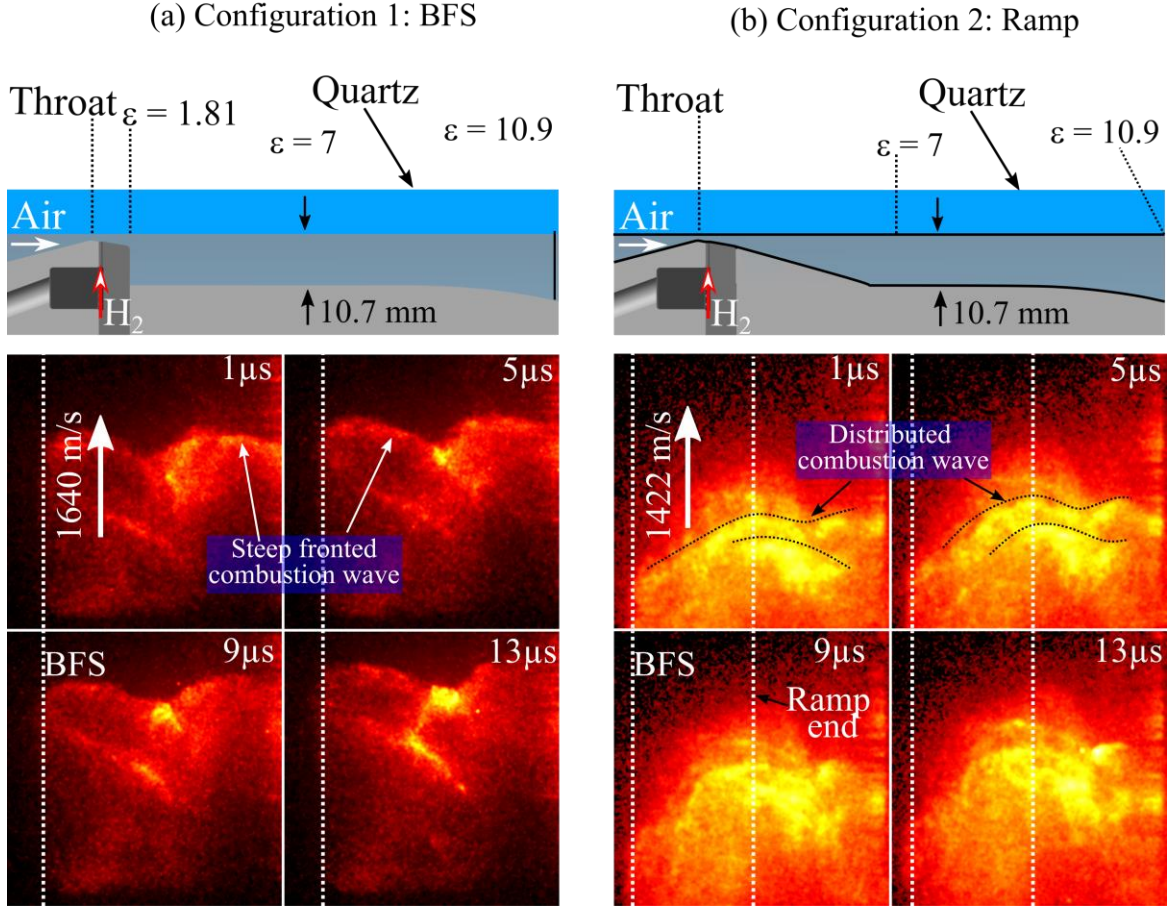 (a) Configuration 1: BFS
Throat
ε = 1.81
Quartz
ε = 7
ε = 10.9
Air
H₂
10.7 mm
1μs
5μs
1640 m/s
Steep fronted
combustion wave
BFS
9μs
13μs
(b) Configuration 2: Ramp
Throat
Quartz
ε = 7
ε = 10.9
Air
H₂
10.7 mm
1μs
5μs
1422 m/s
Distributed
combustion wave
BFS
9μs
13μs
Ramp
end